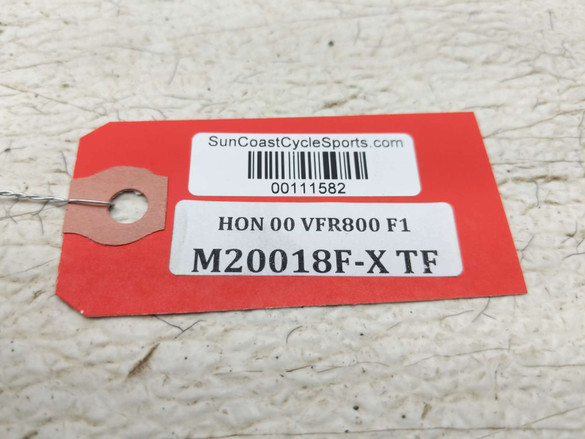 SunCoastCycleSports.com
00111582
HON 00 VFR800 F1
M20018F-X TF